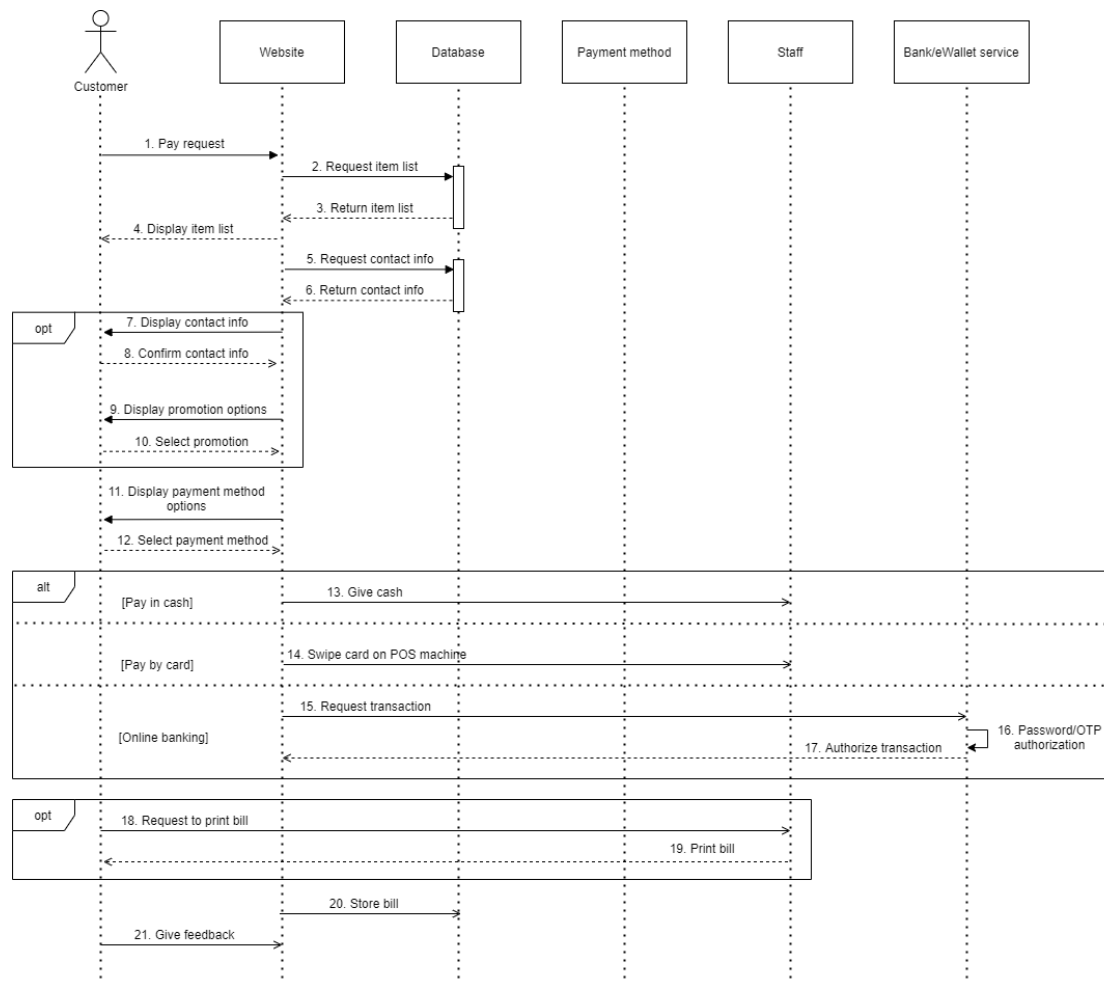 Customer
Website
Database
Payment method
Staff
Bank/eWallet service
1. Pay request
2. Request item list
3. Return item list
4. Display item list
5. Request contact info
6. Return contact info
opt
7. Display contact info
8. Confirm contact info
9. Display promotion options
10. Select promotion
11. Display payment method
options
12. Select payment method
alt
[Pay in cash]
13. Give cash
[Pay by card]
14. Swipe card on POS machine
15. Request transaction
[Online banking]
16. Password/OTP
authorization
17. Authorize transaction
opt
18. Request to print bill
19. Print bill
20. Store bill
21. Give feedback